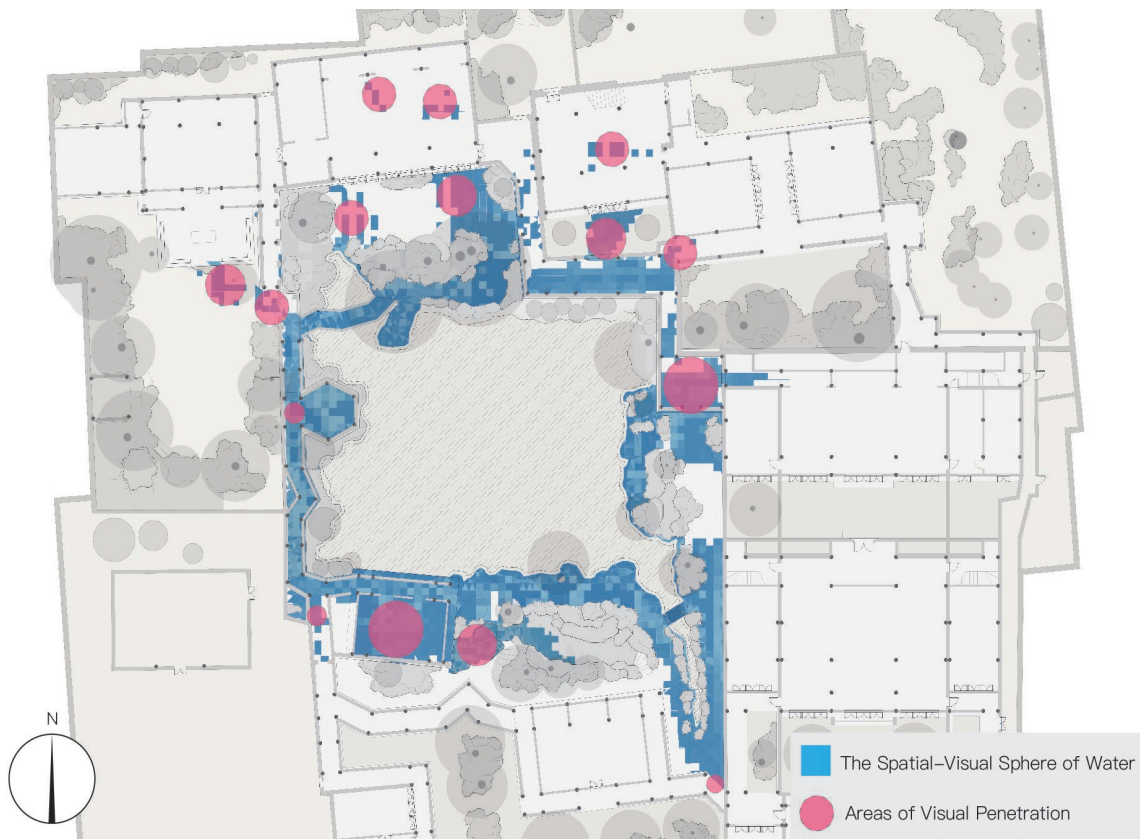 N
The Spatial–Visual Sphere of Water
Areas of Visual Penetration